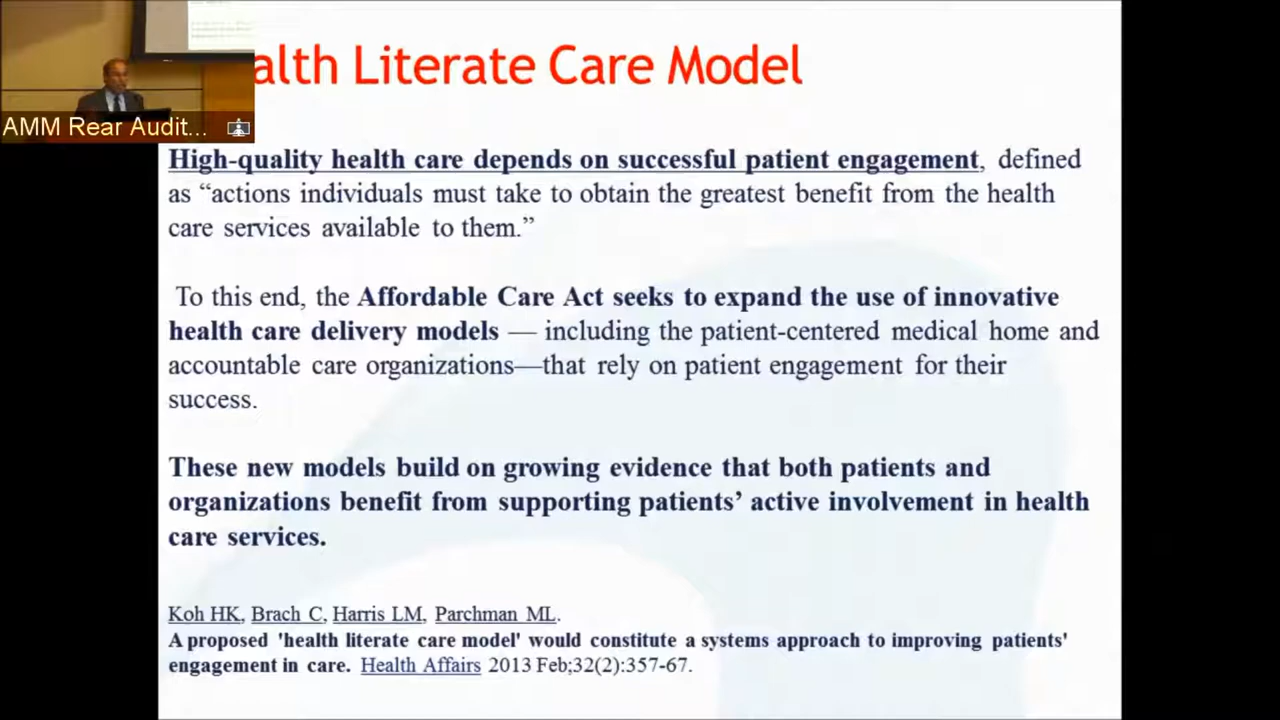 alth Literate Care Model
AMM Rear Audit...
High-quality health care depends on successful patient engagement, defined
as “actions individuals must take to obtain the greatest benefit from the health
care services available to them.”
To this end, the Affordable Care Act seeks to expand the use of innovative
health care delivery models — including the patient-centered medical home and
accountable care organizations—that rely on patient engagement for their
success.
These new models build on growing evidence that both patients and
organizations benefit from supporting patients’ active involvement in health
care services.
Koh HK, Brach C, Harris LM, Parchman ML.
A proposed 'health literate care model' would constitute a systems approach to improving patients'
engagement in care. Health Affairs 2013 Feb;32(2):357-67.